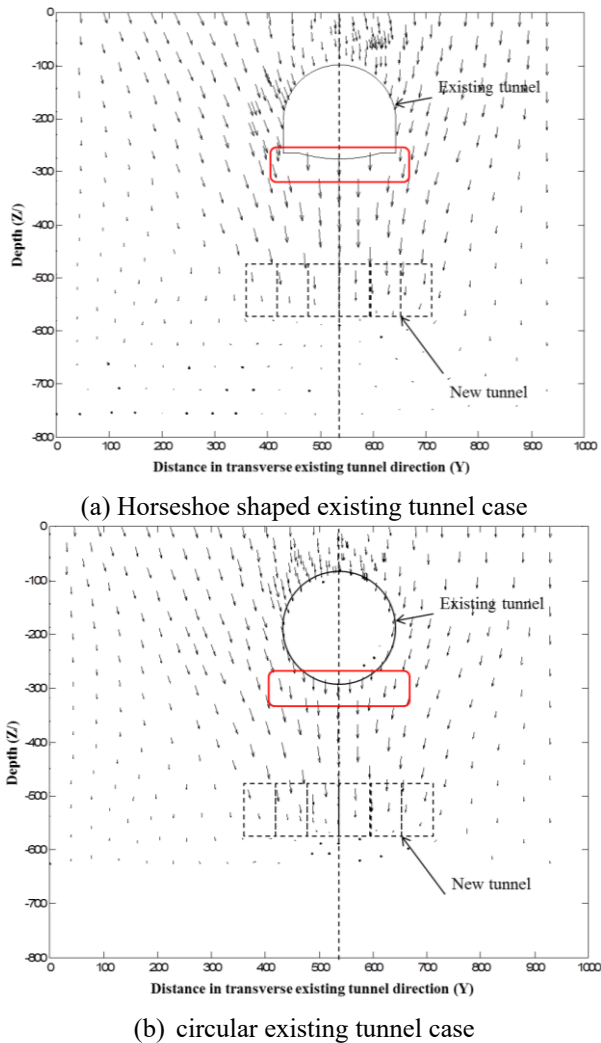 0
-100
Existing tunnel
-200
-300
Depth (Z/)
-400
-500
-600
New tunnel
-700
-800
0 100 200 300 400 500 600 700 800 900 1000
Distance in transverse existing tunnel direction (Y)
(a) Horseshoe shaped existing tunnel case
0
-100
Existing tunnel
-200
-300
Depth (Z/)
-400
-500
-600
New tunnel
-700
-800
0 100 200 300 400 500 600 700 800 900 1000
Distance in transverse existing tunnel direction (Y)
(b) circular existing tunnel case